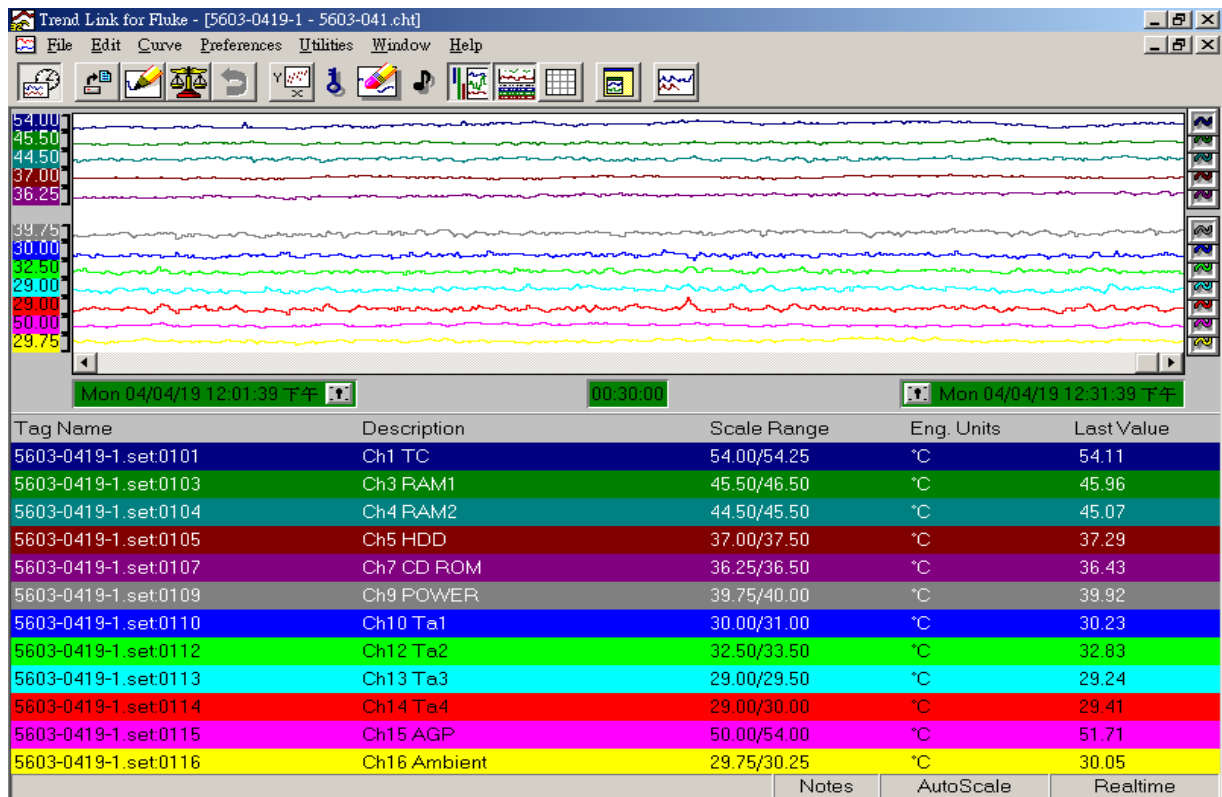 Trend Link for Fluke - [5603-0419-1 - 5603-041.cht]
File Edit Curve Preferences Utilities Window Help
54.00
45.50
44.50
37.00
36.25
39.75
30.00
32.50
29.00
29.00
50.00
29.75
Mon 04/04/19 12:01:39 下午 00:30:00 Mon 04/04/19 12:31:39 下午
Tag Name Description Scale Range Eng. Units Last Value
5603-0419-1.set:0101 Ch1 TC 54.00/54.25 °C 54.11
5603-0419-1.set:0103 Ch3 RAM1 45.50/46.50 °C 45.96
5603-0419-1.set:0104 Ch4 RAM2 44.50/45.50 °C 45.07
5603-0419-1.set:0105 Ch5 HDD 37.00/37.50 °C 37.29
5603-0419-1.set:0107 Ch7 CD ROM 36.25/36.50 °C 36.43
5603-0419-1.set:0109 Ch9 POWER 39.75/40.00 °C 39.92
5603-0419-1.set:0110 Ch10 Ta1 30.00/31.00 °C 30.23
5603-0419-1.set:0112 Ch12 Ta2 32.50/33.50 °C 32.83
5603-0419-1.set:0113 Ch13 Ta3 29.00/29.50 °C 29.24
5603-0419-1.set:0114 Ch14 Ta4 29.00/30.00 °C 29.41
5603-0419-1.set:0115 Ch15 AGP 50.00/54.00 °C 51.71
5603-0419-1.set:0116 Ch16 Ambient 29.75/30.25 °C 30.05
Notes AutoScale Realtime